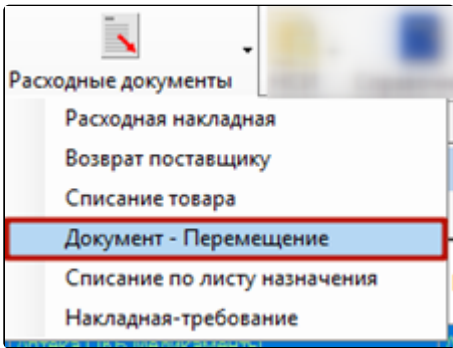 Расходные документы
Расходная накладная
Возврат поставщику
Списание товара
Документ - Перемещение
Списание по листу назначения
Накладная-требование